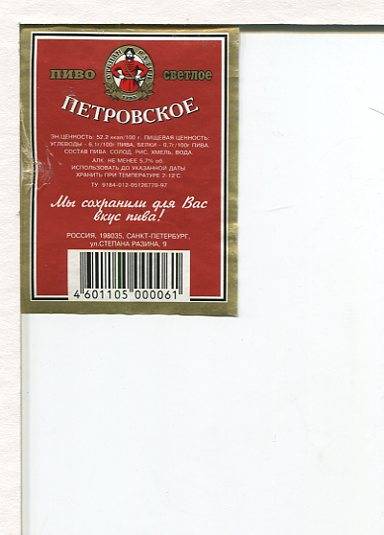 ПИВО СВЕТЛОЕ
ПЕТРОВСКОЕ
ЭН.ЦЕННОСТЬ: 52.2 ккал/100 г. ПИЩЕВАЯ ЦЕННОСТЬ:
УГЛЕВОДЫ - 6,1г/100г ПИВА, БЕЛКИ - 0,7г/100г ПИВА.
СОСТАВ ПИВА: СОЛОД, РИС, ХМЕЛЬ, ВОДА.
АЛК. НЕ МЕНЕЕ 5,7% об.
ИСПОЛЬЗОВАТЬ ДО УКАЗАННОЙ ДАТЫ
ХРАНИТЬ ПРИ ТЕМПЕРАТУРЕ 2-12°С
ТУ 9184-012-05126779-97
Мы сохранили для Вас
вкус пива!
РОССИЯ, 198035, САНКТ-ПЕТЕРБУРГ,
ул.СТЕПАНА РАЗИНА, 9
4 601105 000061